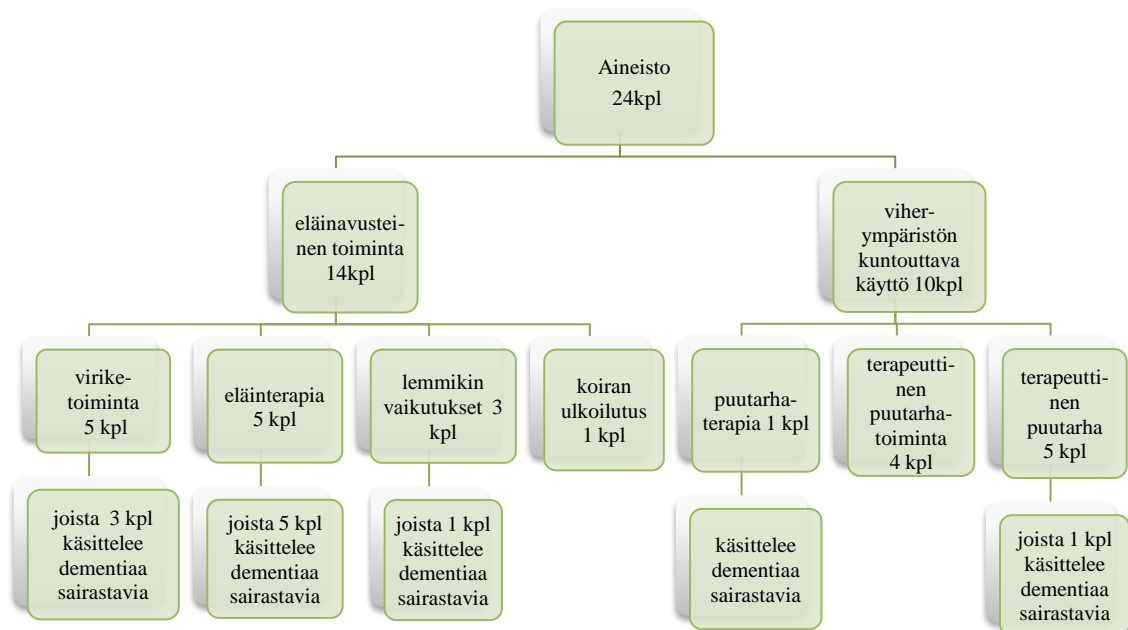 Aineisto
24kpl
eläinavustei-
nen toiminta
14kpl
viher-
ympäristön
kuntouttava
käyttö 10kpl
virike-
toiminta
5 kpl
eläinterapia
5 kpl
lemmikin
vaikutukset 3
kpl
koiran
ulkoilutus
1 kpl
puutarha-
terapia 1 kpl
terapeutti-
nen
puutarha-
toiminta
4 kpl
terapeutti-
nen
puutarha
5 kpl
joista 3 kpl
käsittelee
dementiaa
sairastavia
joista 5 kpl
käsittelee
dementiaa
sairastavia
joista 1 kpl
käsittelee
dementiaa
sairastavia
käsittelee
dementiaa
sairastavia
joista 1 kpl
käsittelee
dementiaa
sairastavia